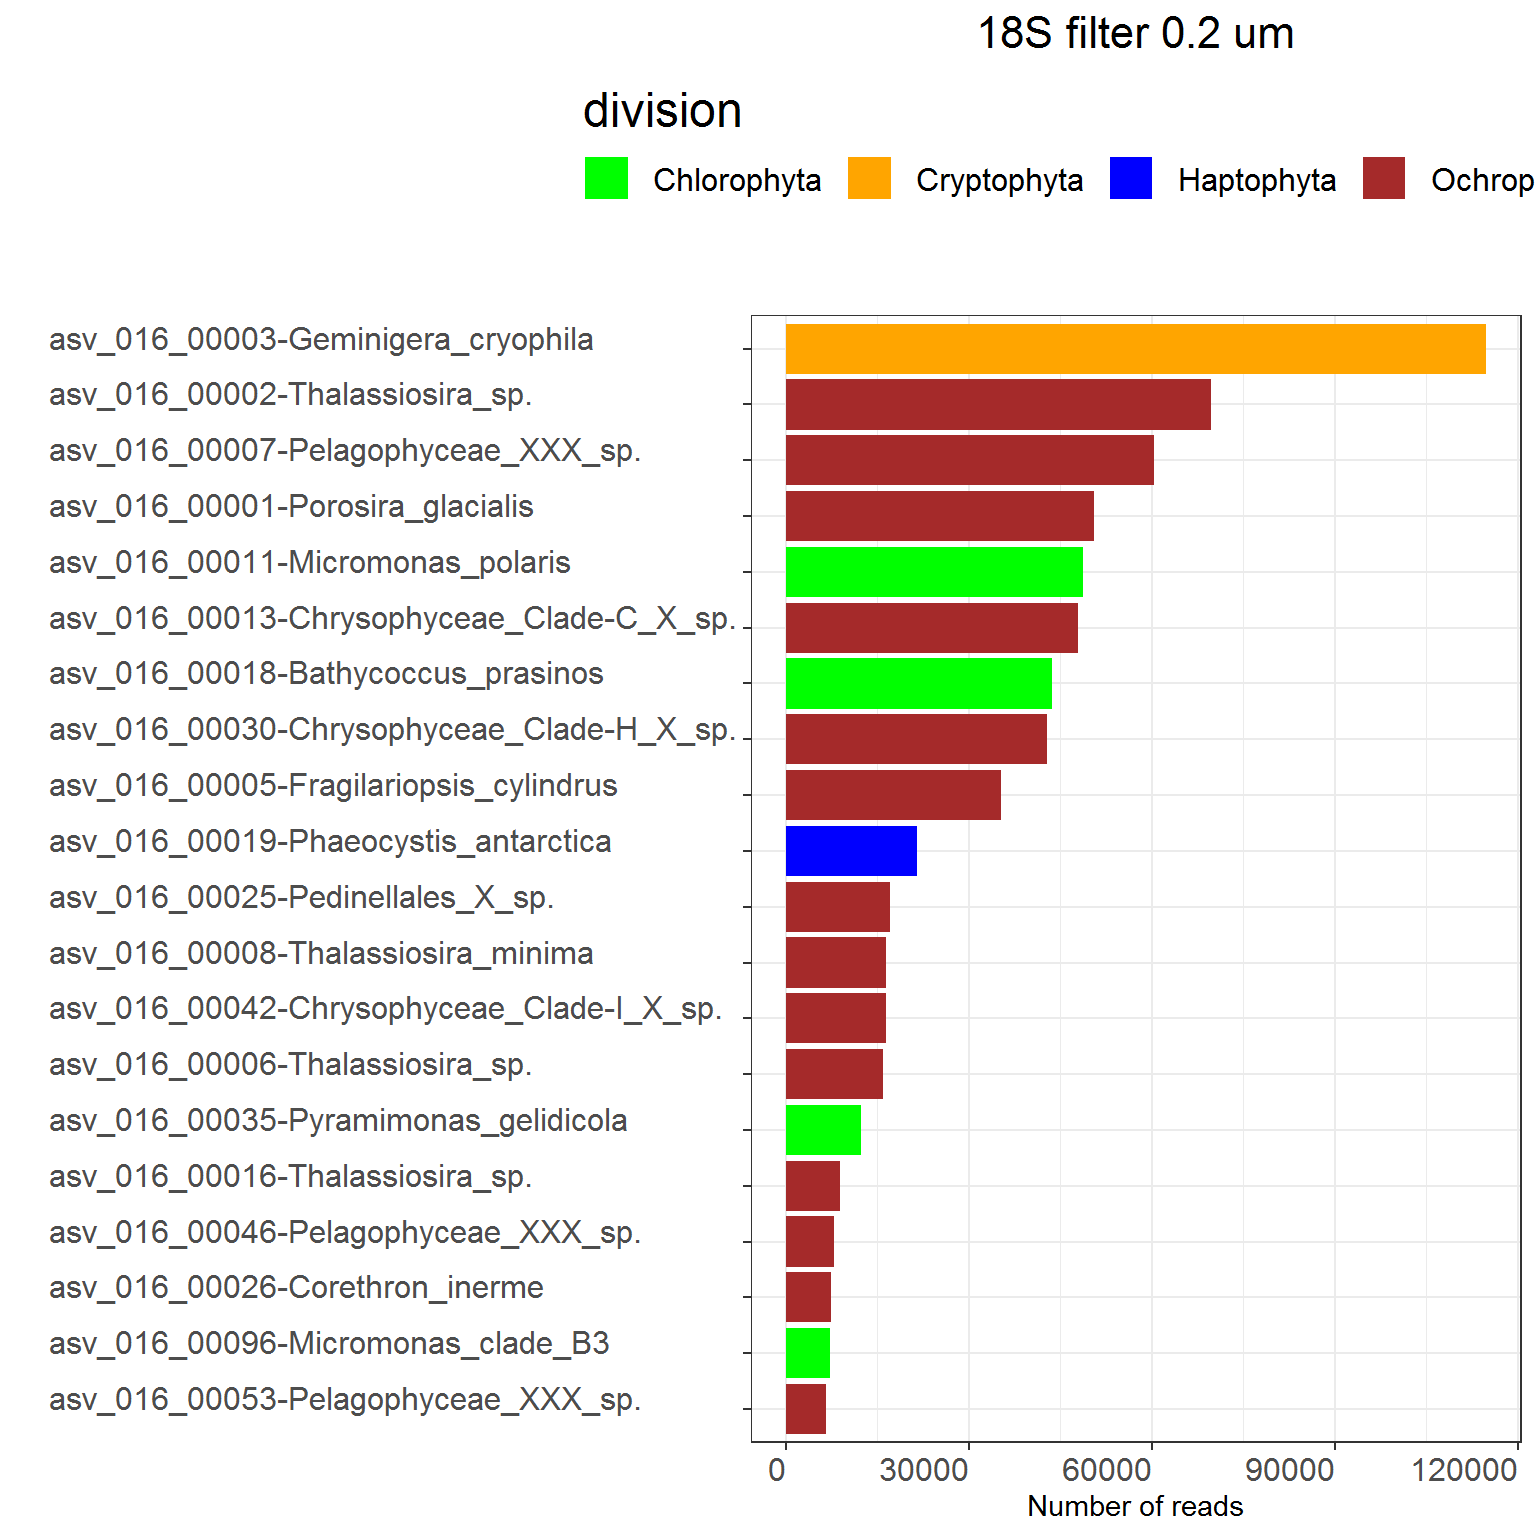 18S filter 0.2 um
division
Chlorophyta Cryptophyta Haptophyta Ochrop
asv_016_00003-Geminigera_cryophila
asv_016_00002-Thalassiosira_sp.
asv_016_00007-Pelagophyceae_XXX_sp.
asv_016_00001-Porosira_glacialis
asv_016_00011-Micromonas_polaris
asv_016_00013-Chrysophyceae_Clade-C_X_sp.
asv_016_00018-Bathycoccus_prasinos
asv_016_00030-Chrysophyceae_Clade-H_X_sp.
asv_016_00005-Fragilariopsis_cylindrus
asv_016_00019-Phaeocystis_antarctica
asv_016_00025-Pedinellales_X_sp.
asv_016_00008-Thalassiosira_minima
asv_016_00042-Chrysophyceae_Clade-I_X_sp.
asv_016_00006-Thalassiosira_sp.
asv_016_00035-Pyramimonas_gelidicola
asv_016_00016-Thalassiosira_sp.
asv_016_00046-Pelagophyceae_XXX_sp.
asv_016_00026-Corethron_inerme
asv_016_00096-Micromonas_clade_B3
asv_016_00053-Pelagophyceae_XXX_sp.
0 30000 60000 90000 120000
Number of reads